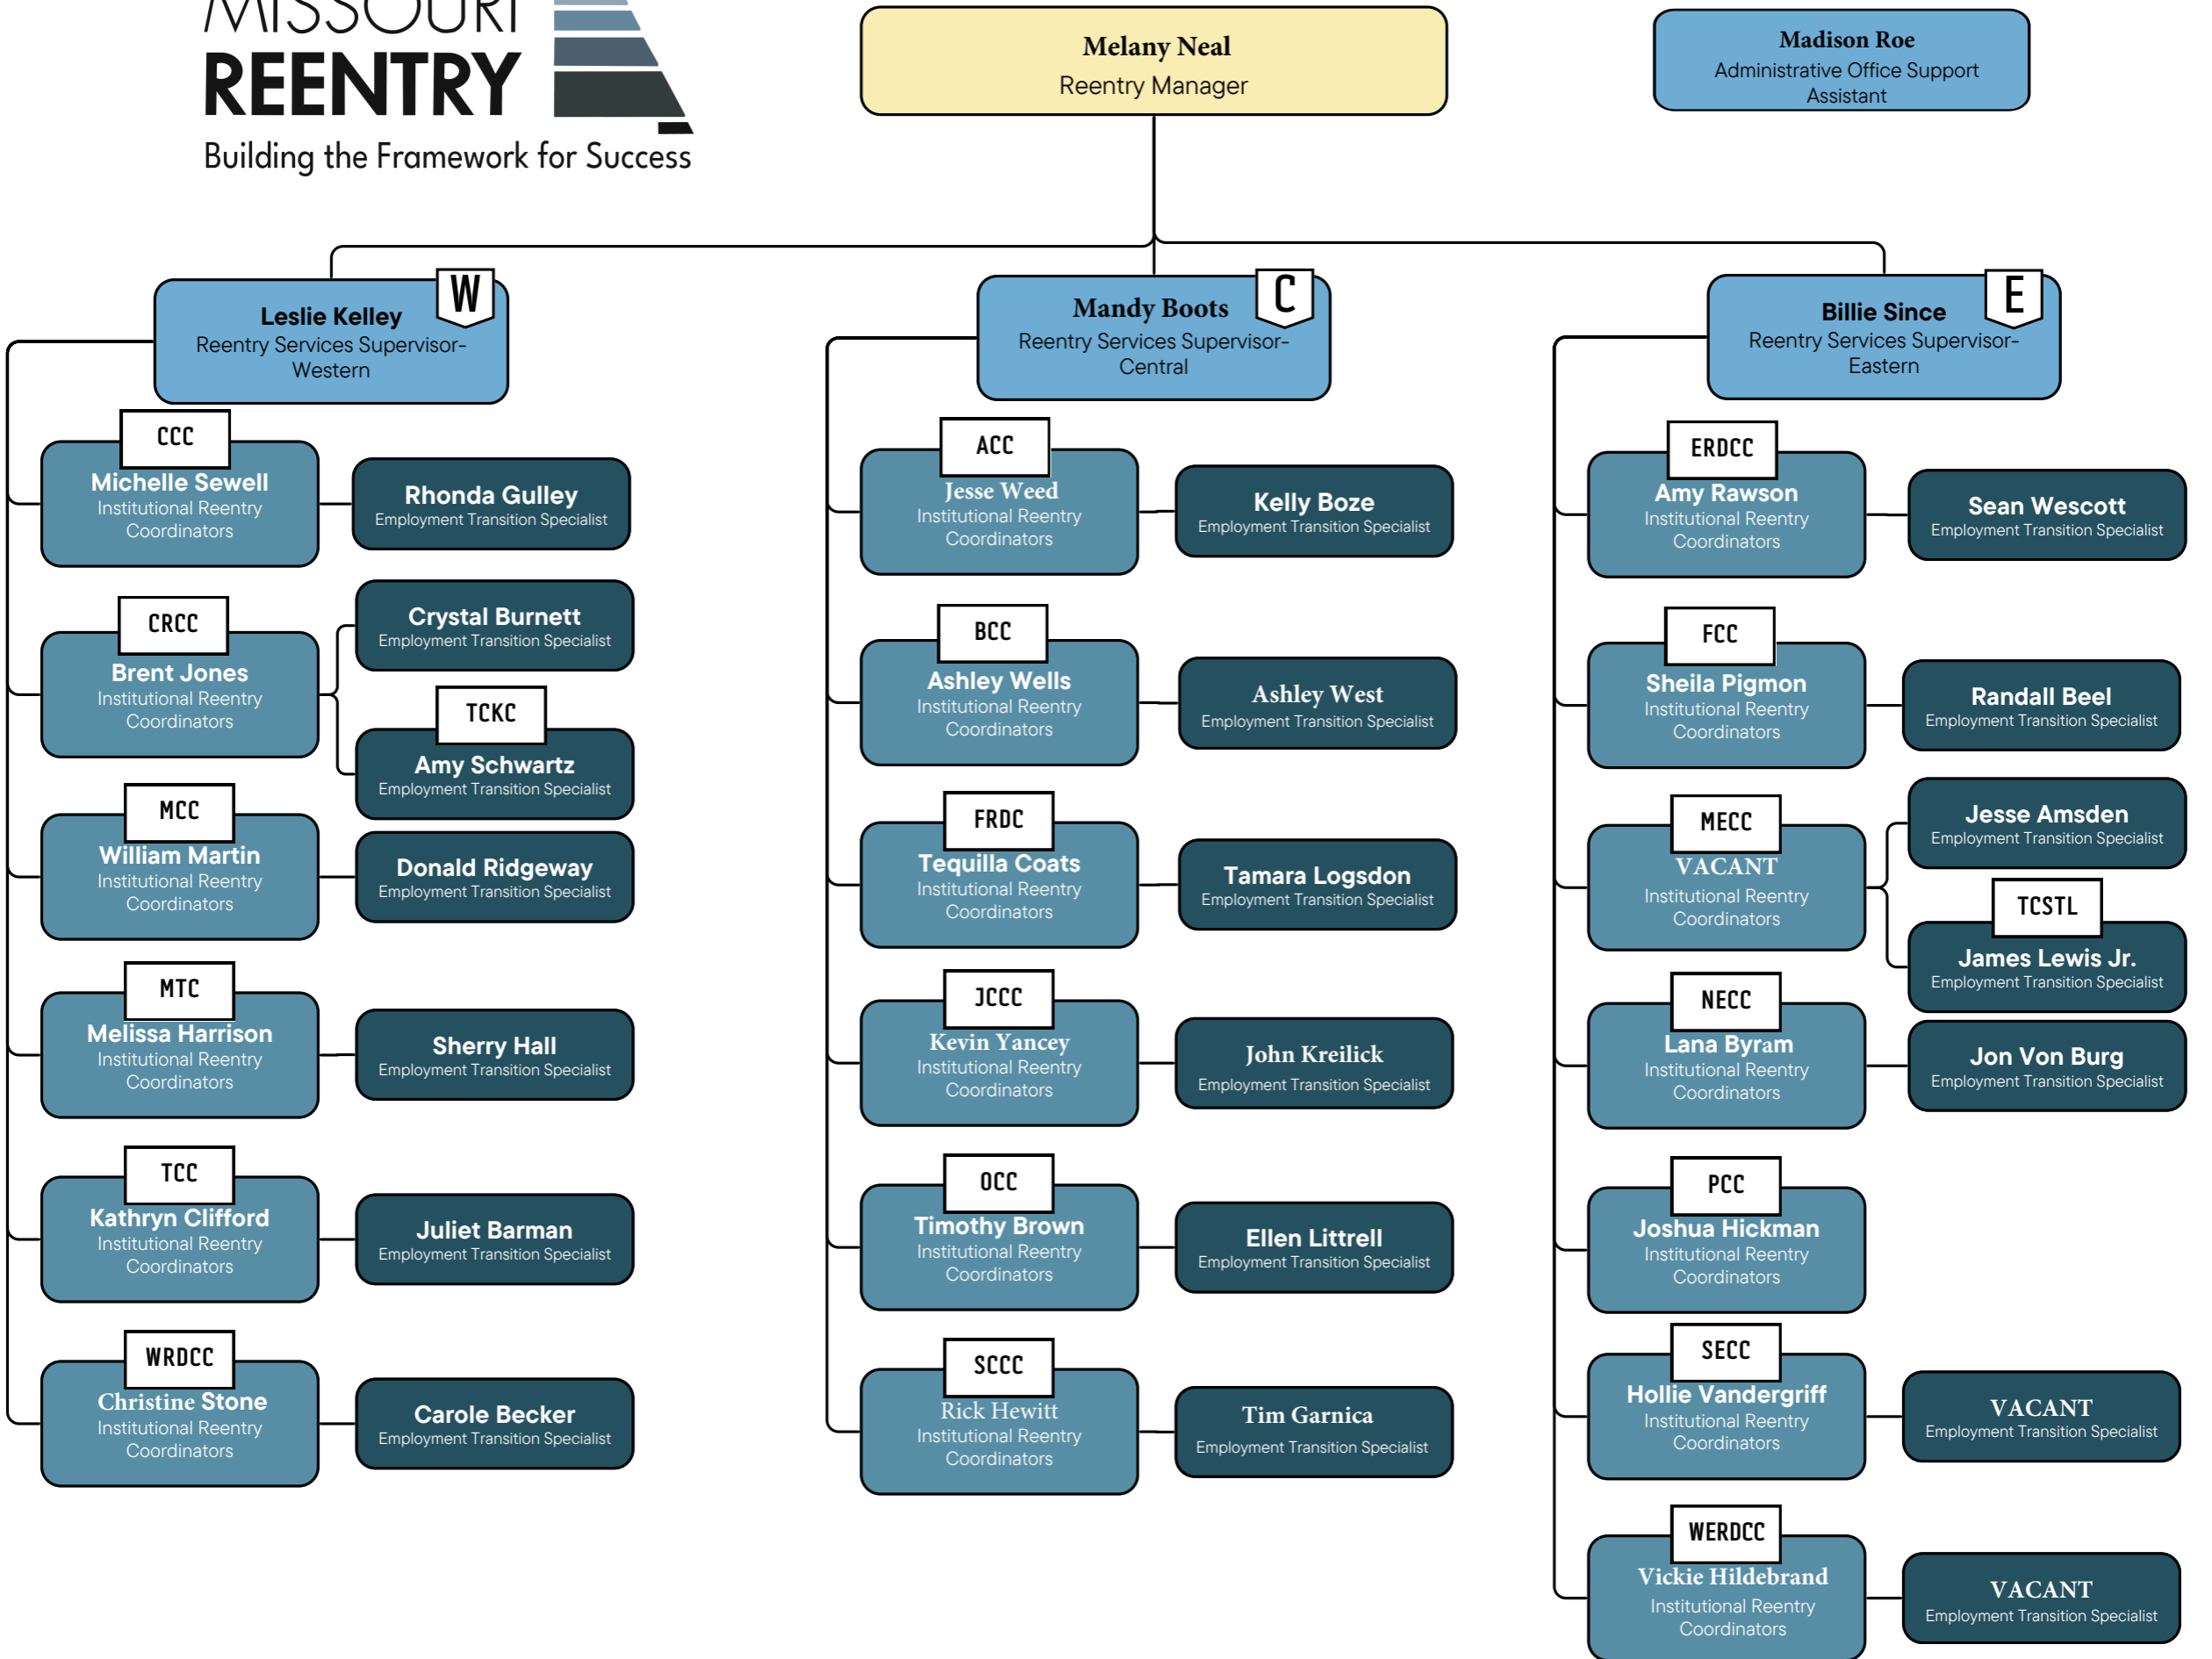 MISSOURI
REENTRY
Building the Framework for Success
Melany Neal
Reentry Manager
Madison Roe
Administrative Office Support
Assistant
W
Leslie Kelley
Reentry Services Supervisor-
Western
C
Mandy Boots
Reentry Services Supervisor-
Central
E
Billie Since
Reentry Services Supervisor-
Eastern
CCC
Michelle Sewell
Institutional Reentry
Coordinators
Rhonda Gulley
Employment Transition Specialist
CRCC
Brent Jones
Institutional Reentry
Coordinators
Crystal Burnett
Employment Transition Specialist
TCKC
Amy Schwartz
Employment Transition Specialist
MCC
William Martin
Institutional Reentry
Coordinators
Donald Ridgeway
Employment Transition Specialist
MTC
Melissa Harrison
Institutional Reentry
Coordinators
Sherry Hall
Employment Transition Specialist
TCC
Kathryn Clifford
Institutional Reentry
Coordinators
Juliet Barman
Employment Transition Specialist
WRDCC
Christine Stone
Institutional Reentry
Coordinators
Carole Becker
Employment Transition Specialist
ACC
Jesse Weed
Institutional Reentry
Coordinators
Kelly Boze
Employment Transition Specialist
BCC
Ashley Wells
Institutional Reentry
Coordinators
Ashley West
Employment Transition Specialist
FRDC
Tequilla Coats
Institutional Reentry
Coordinators
Tamara Logsdon
Employment Transition Specialist
JCCC
Kevin Yancey
Institutional Reentry
Coordinators
John Kreilick
Employment Transition Specialist
OCC
Timothy Brown
Institutional Reentry
Coordinators
Ellen Littrell
Employment Transition Specialist
SCCC
Rick Hewitt
Institutional Reentry
Coordinators
Tim Garnica
Employment Transition Specialist
ERDCC
Amy Rawson
Institutional Reentry
Coordinators
Sean Wescott
Employment Transition Specialist
FCC
Sheila Pigmon
Institutional Reentry
Coordinators
Randall Beel
Employment Transition Specialist
MECC
VACANT
Institutional Reentry
Coordinators
Jesse Amsden
Employment Transition Specialist
TCSTL
James Lewis Jr.
Employment Transition Specialist
NECC
Lana Byram
Institutional Reentry
Coordinators
Jon Von Burg
Employment Transition Specialist
PCC
Joshua Hickman
Institutional Reentry
Coordinators
SECC
Hollie Vandergriff
Institutional Reentry
Coordinators
VACANT
Employment Transition Specialist
WERDCC
Vickie Hildebrand
Institutional Reentry
Coordinators
VACANT
Employment Transition Specialist